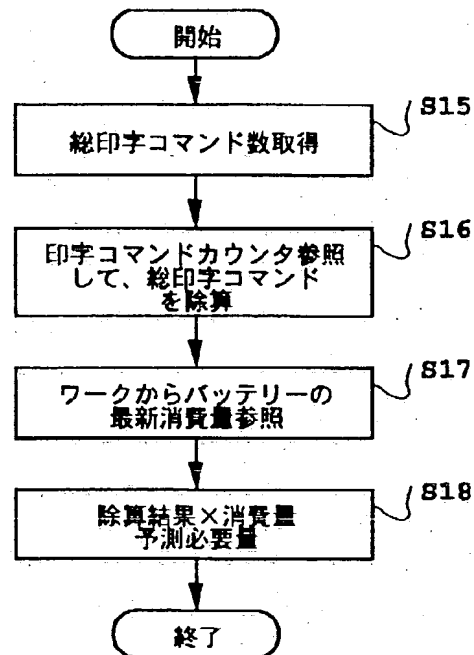 開始
S15
総印字コマンド数取得
S16
印字コマンドカウンタ参照
して、総印字コマンド
を除算
S17
ワークからバッテリーの
最新消費量参照
S18
除算結果×消費量
予測必要量
終了